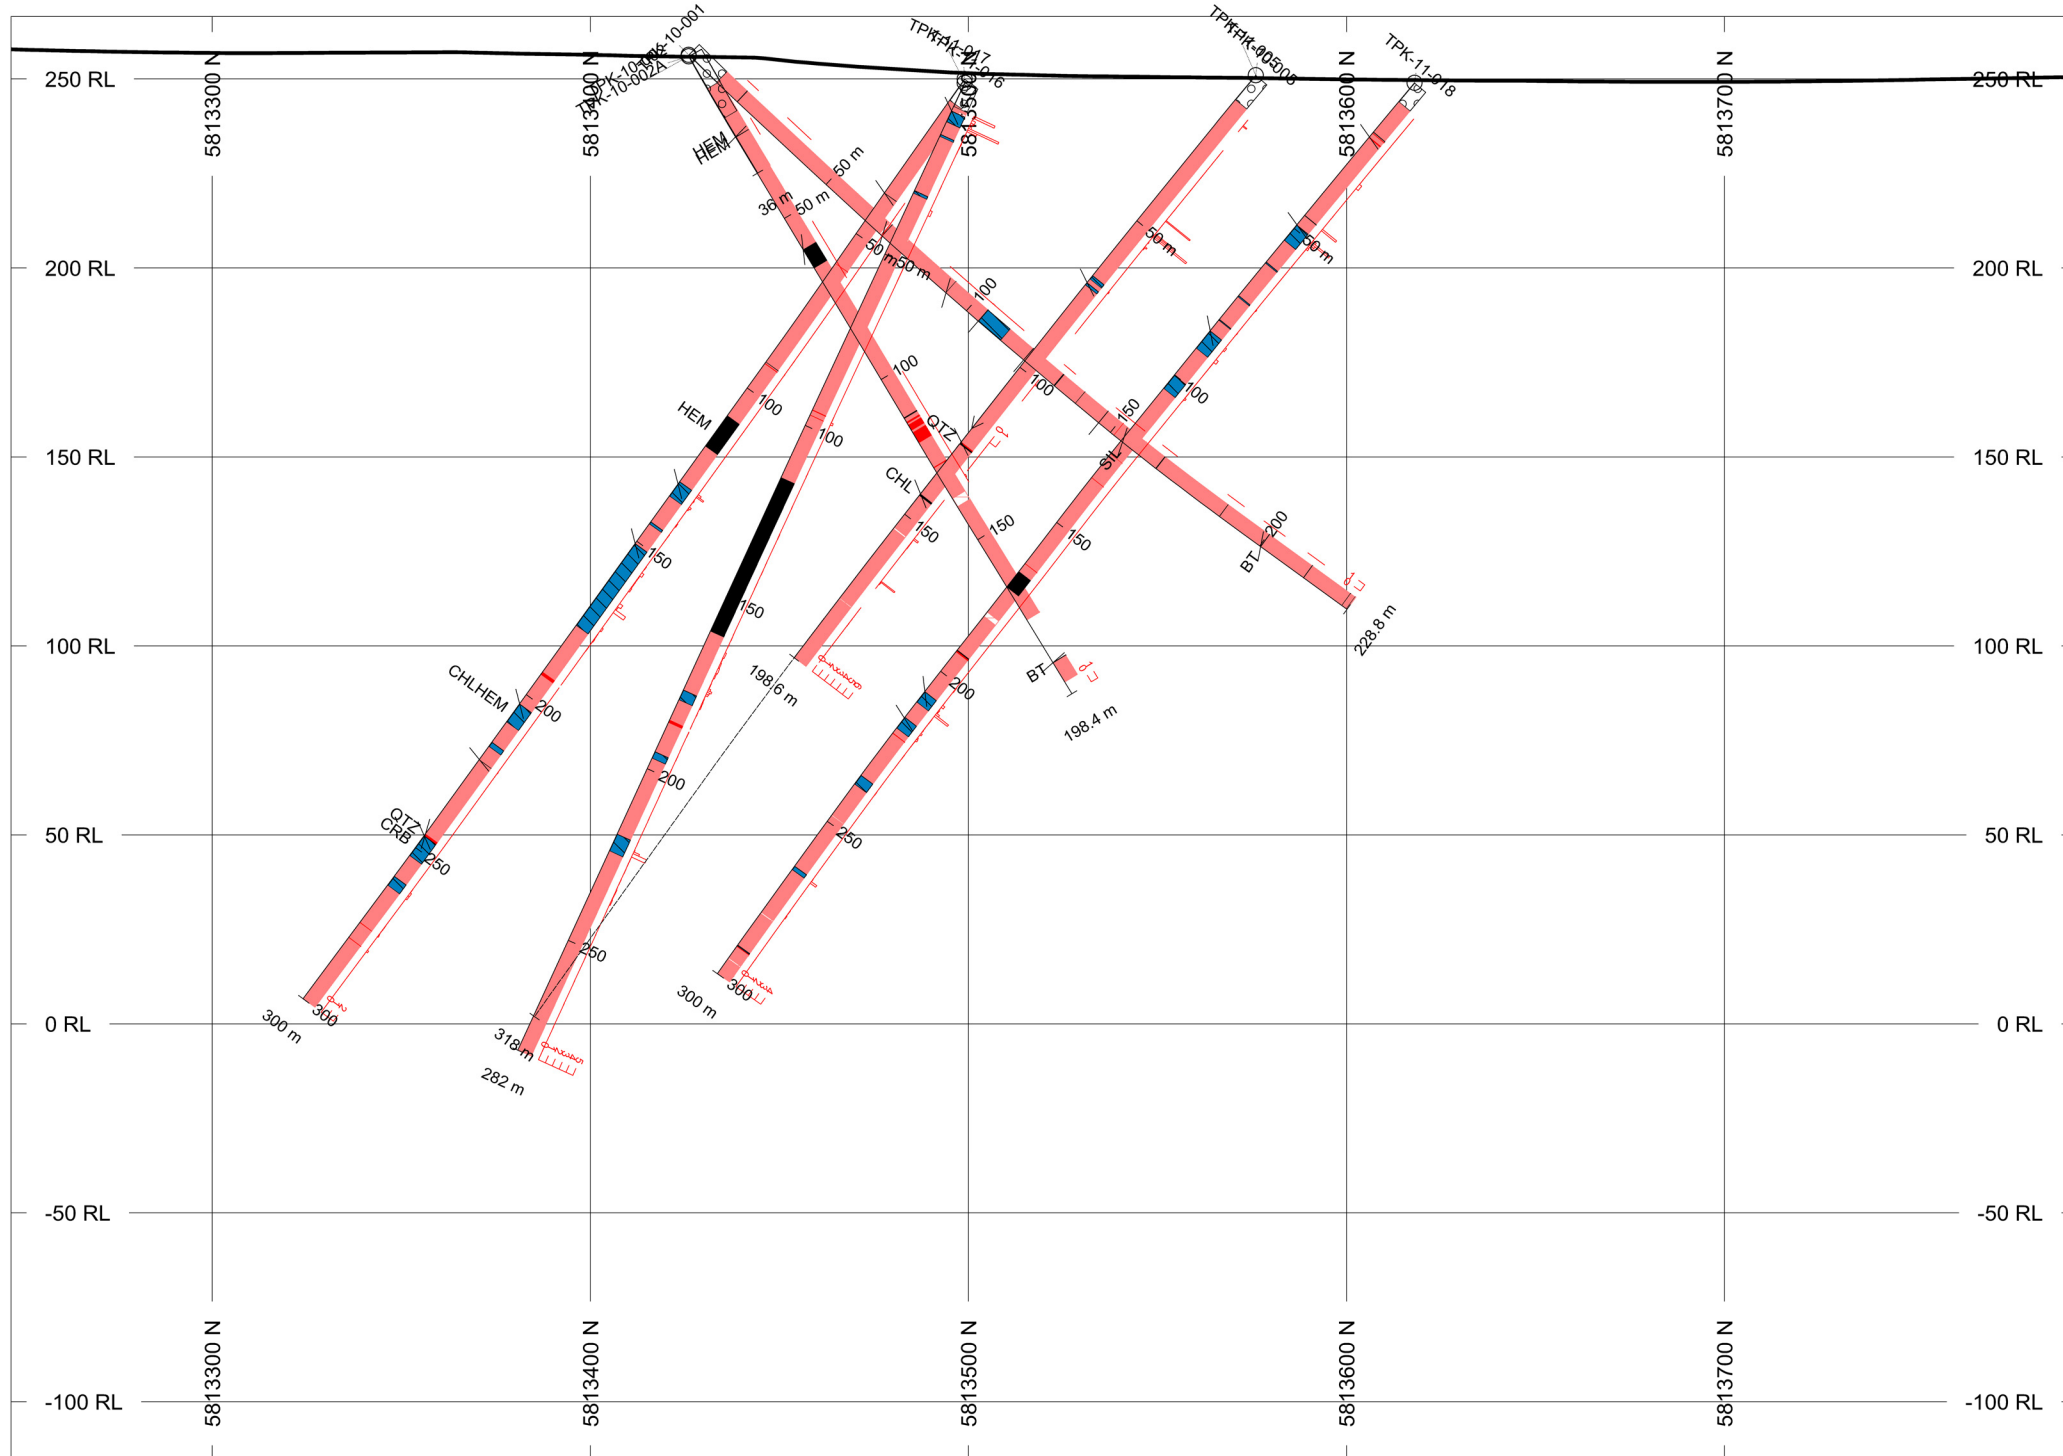 TPK-10-001
TPK-10-002A
TPK-11-017
TPK-11-016
TPK-10-005
TPK-11-018
5813300 N
5813400 N
5813500 N
5813600 N
5813700 N
250 RL
250 RL
HEM
HEM
36 m
50 m
50 m
50 m
50 m
50 m
50 m
200 RL
200 RL
100
100
100
100
100
100
HEM
QTZ
150
SIL
150 RL
150 RL
CHL
150
150
150
150
150
200
BT
228.8 m
100 RL
100 RL
198.6 m
BT
198.4 m
CHLHEM
200
200
200
QTZ
CRB
50 RL
50 RL
250
250
250
300 m
300
300 m
300
0 RL
0 RL
318 m
282 m
-50 RL
-50 RL
5813300 N
5813400 N
5813500 N
5813600 N
5813700 N
-100 RL
-100 RL